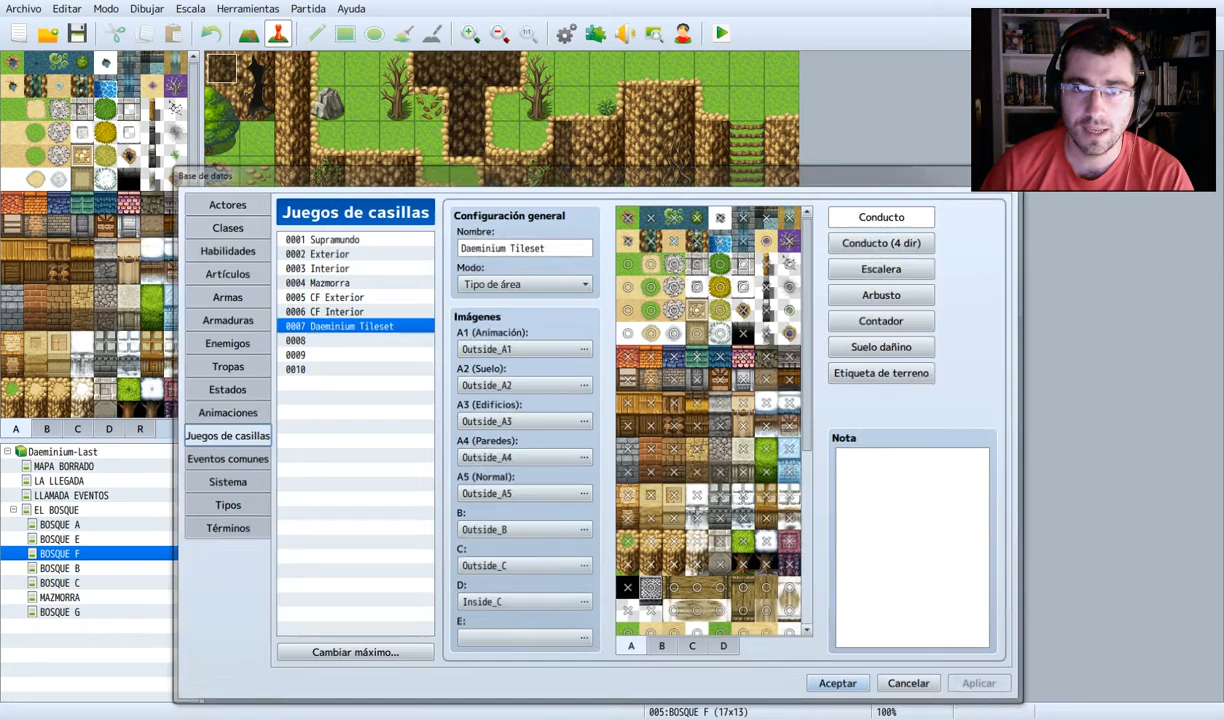 Archivo Editar Modo Dibujar Escala Herramientas Partida Ayuda
1:1
Base de datos
Actores
Clases
Habilidades
Artículos
Armas
Armaduras
Enemigos
Tropas
Estados
Animaciones
Juegos de casillas
Eventos comunes
Sistema
Tipos
Términos
Juegos de casillas
0001 Supramundo
0002 Exterior
0003 Interior
0004 Mazmorra
0005 CF Exterior
0006 CF Interior
0007 Daeminium Tileset
0008
0009
0010
Cambiar máximo...
Configuración general
Nombre:
Daeminium Tileset
Modo:
Tipo de área
Imágenes
A1 (Animación):
Outside_A1 ...
A2 (Suelo):
Outside_A2 ...
A3 (Edificios):
Outside_A3 ...
A4 (Paredes):
Outside_A4 ...
A5 (Normal):
Outside_A5 ...
B:
Outside_B ...
C:
Outside_C ...
D:
Inside_C ...
E:
...
A B C D
Conducto
Conducto (4 dir)
Escalera
Arbusto
Contador
Suelo dañino
Etiqueta de terreno
Nota
Aceptar Cancelar Aplicar
A B C D R
Daeminium-Last
MAPA BORRADO
LA LLEGADA
LLAMADA EVENTOS
EL BOSQUE
BOSQUE A
BOSQUE E
BOSQUE F
BOSQUE B
BOSQUE C
MAZMORRA
BOSQUE G
005:BOSQUE F (17x13) 100%